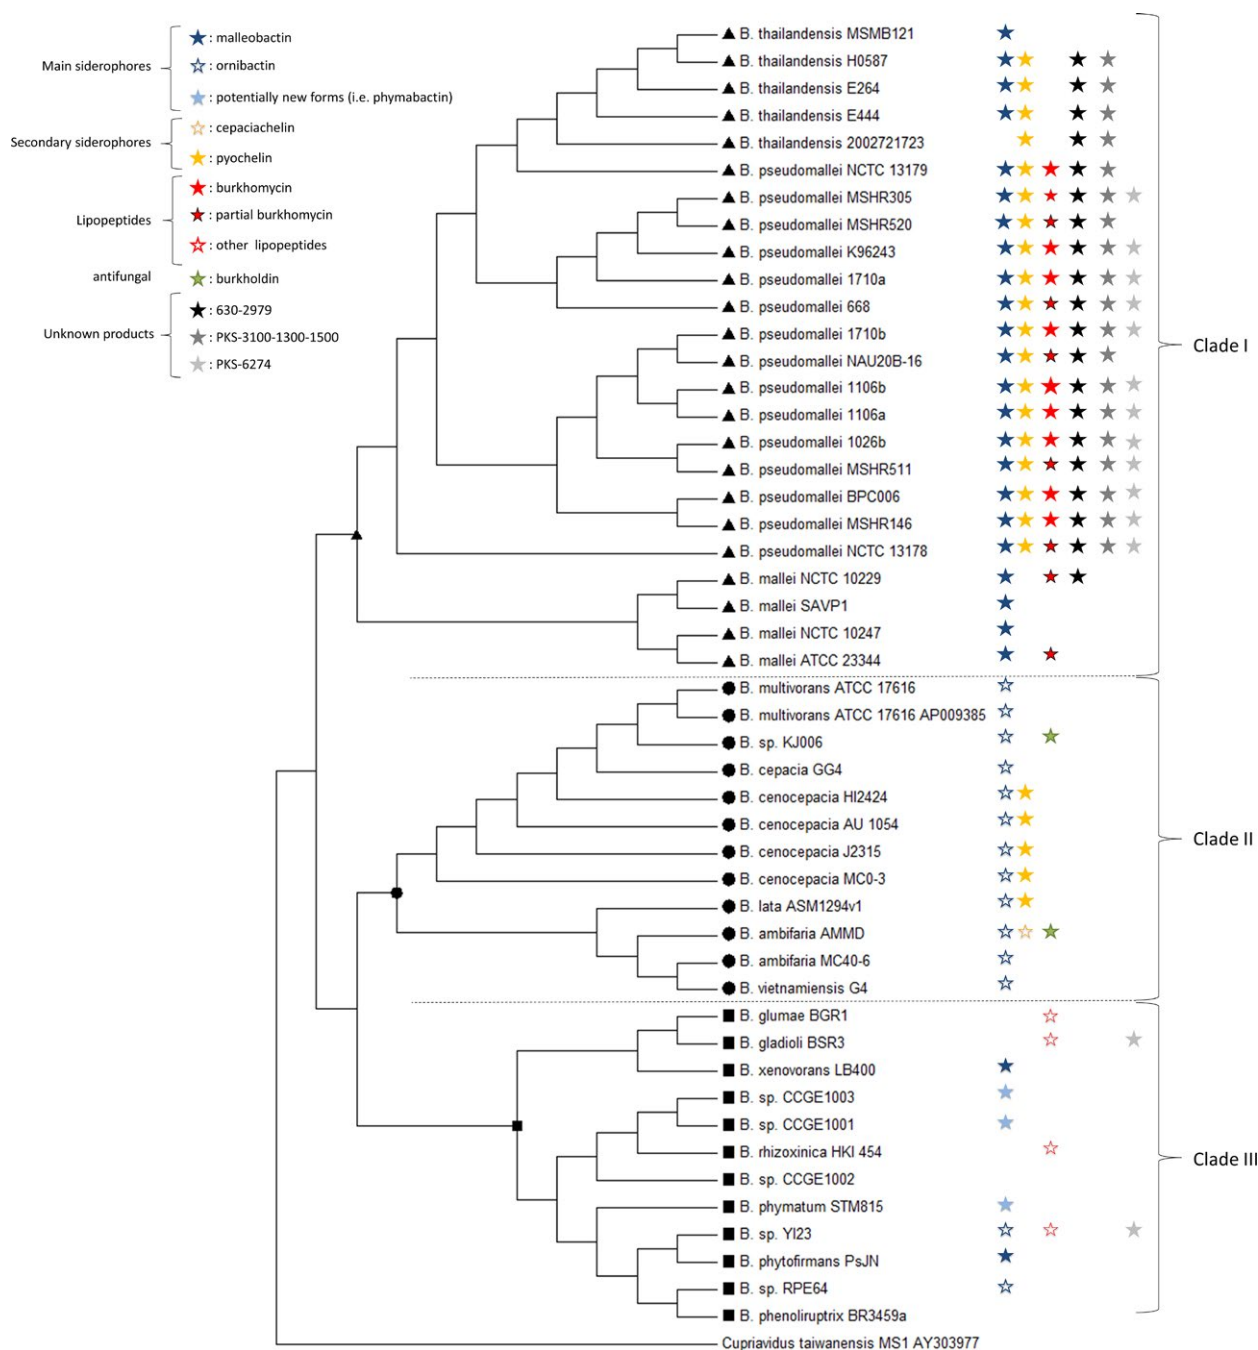 Main siderophores
: malleobactin
: ornibactin
: potentially new forms (i.e. phymabactin)
Secondary siderophores
: cepaciachelin
: pyochelin
Lipopeptides
: burkhomycin
: partial burkhomycin
: other lipopeptides
antifungal
: burkholdin
Unknown products
: 630-2979
: PKS-3100-1300-1500
: PKS-6274
B. thailandensis MSMB121
B. thailandensis H0587
B. thailandensis E264
B. thailandensis E444
B. thailandensis 2002721723
B. pseudomallei NCTC 13179
B. pseudomallei MSHR305
B. pseudomallei MSHR520
B. pseudomallei K96243
B. pseudomallei 1710a
B. pseudomallei 668
B. pseudomallei 1710b
B. pseudomallei NAU20B-16
B. pseudomallei 1106b
B. pseudomallei 1106a
B. pseudomallei 1026b
B. pseudomallei MSHR511
B. pseudomallei BPC006
B. pseudomallei MSHR146
B. pseudomallei NCTC 13178
B. mallei NCTC 10229
B. mallei SAVP1
B. mallei NCTC 10247
B. mallei ATCC 23344
Clade I
B. multivorans ATCC 17616
B. multivorans ATCC 17616 AP009385
B. sp. KJ006
B. cepacia GG4
B. cenocepacia HI2424
B. cenocepacia AU 1054
B. cenocepacia J2315
B. cenocepacia MC0-3
B. lata ASM1294v1
B. ambifaria AMMD
B. ambifaria MC40-6
B. vietnamiensis G4
Clade II
B. glumae BGR1
B. gladioli BSR3
B. xenovorans LB400
B. sp. CCGE1003
B. sp. CCGE1001
B. rhizoxinica HKI 454
B. sp. CCGE1002
B. phymatum STM815
B. sp. YI23
B. phytofirmans PsJN
B. sp. RPE64
B. phenoliruptrix BR3459a
Clade III
Cupriavidus taiwanensis MS1 AY303977